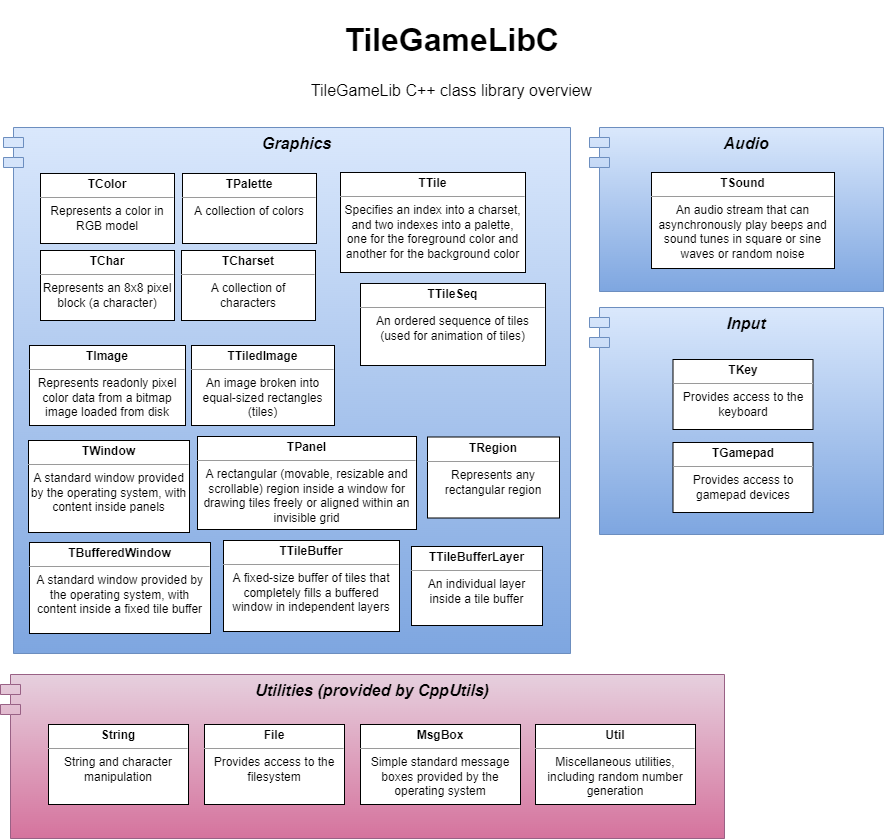 TileGameLibC
TileGameLib C++ class library overview
Graphics
TColor
Represents a color in
RGB model
TPalette
A collection of colors
TTile
Specifies an index into a charset,
and two indexes into a palette,
one for the foreground color and
another for the background color
TChar
Represents an 8x8 pixel
block (a character)
TCharset
A collection of
characters
TTileSeq
An ordered sequence of tiles
(used for animation of tiles)
TImage
Represents readonly pixel
color data from a bitmap
image loaded from disk
TTiledImage
An image broken into
equal-sized rectangles
(tiles)
TWindow
A standard window provided
by the operating system, with
content inside panels
TPanel
A rectangular (movable, resizable and
scrollable) region inside a window for
drawing tiles freely or aligned within an
invisible grid
TRegion
Represents any
rectangular region
TBufferedWindow
A standard window provided by
the operating system, with
content inside a fixed tile buffer
TTileBuffer
A fixed-size buffer of tiles that
completely fills a buffered
window in independent layers
TTileBufferLayer
An individual layer
inside a tile buffer
Audio
TSound
An audio stream that can
asynchronously play beeps and
sound tunes in square or sine
waves or random noise
Input
TKey
Provides access to the
keyboard
TGamepad
Provides access to
gamepad devices
Utilities (provided by CppUtils)
String
String and character
manipulation
File
Provides access to the
filesystem
MsgBox
Simple standard message
boxes provided by the
operating system
Util
Miscellaneous utilities,
including random number
generation